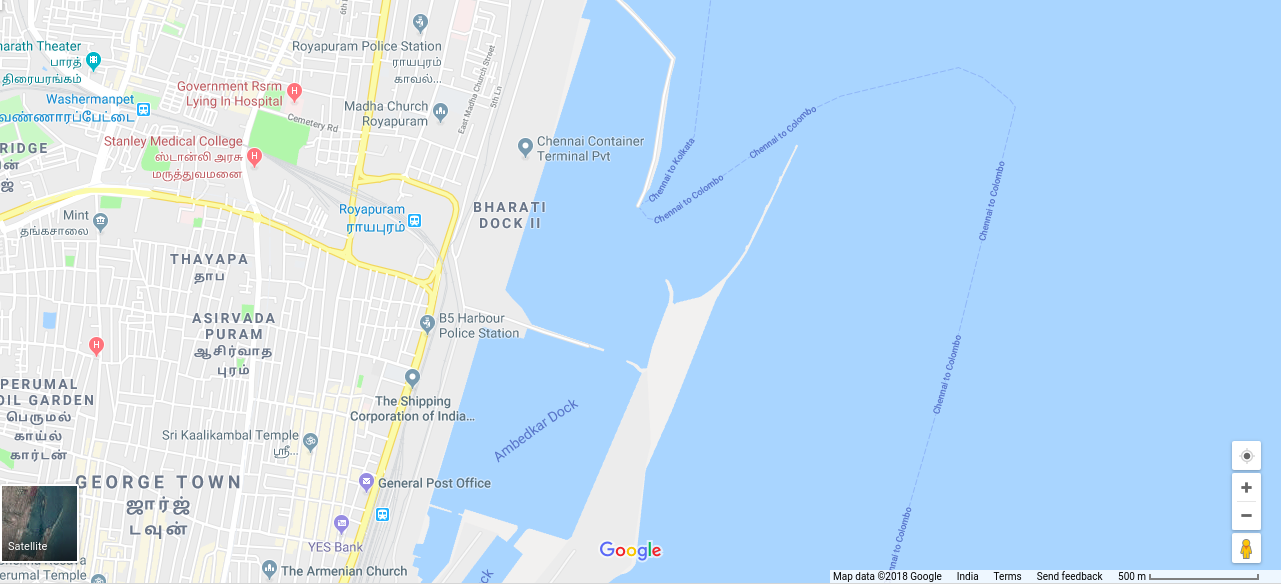 6th
Royapuram Police Station
ராயபுரம்
காவல்...
harath Theater
பாரத்
திரையரங்கம்
East Madha Church Street
5th Ln
Government Rsrm
Lying In Hospital
Washermanpet
வண்ணாரப்பேட்டை
Madha Church
Royapuram
Cemetery Rd
Stanley Medical College
ஸ்டான்லி அரசு
மருத்துவமனை
Chennai Container
Terminal Pvt
Chennai to Kolkata
Chennai to Colombo
Chennai to Colombo
Chennai to Colombo
RIDGE
Royapuram
ராயபுரம்
BHARATI
DOCK II
Mint
தங்கசாலை
THAYAPA
தாப
ASIRVADA
PURAM
ஆசிர்வாத
புரம்
B5 Harbour
Police Station
Chennai to Colombo
PERUMAL
OIL GARDEN
பெருமல்
காய்ல்
கார்டன்
The Shipping
Corporation of India...
Ambedkar Dock
Sri Kaalikambal Temple
ஸ்ரீ...
GEORGE TOWN
ஜார்ஜ்
டவுன்
General Post Office
Chennai to Colombo
YES Bank
Satellite
erumal Temple
The Armenian Church
ck
Google
Map data ©2018 Google India Terms Send feedback 500 m